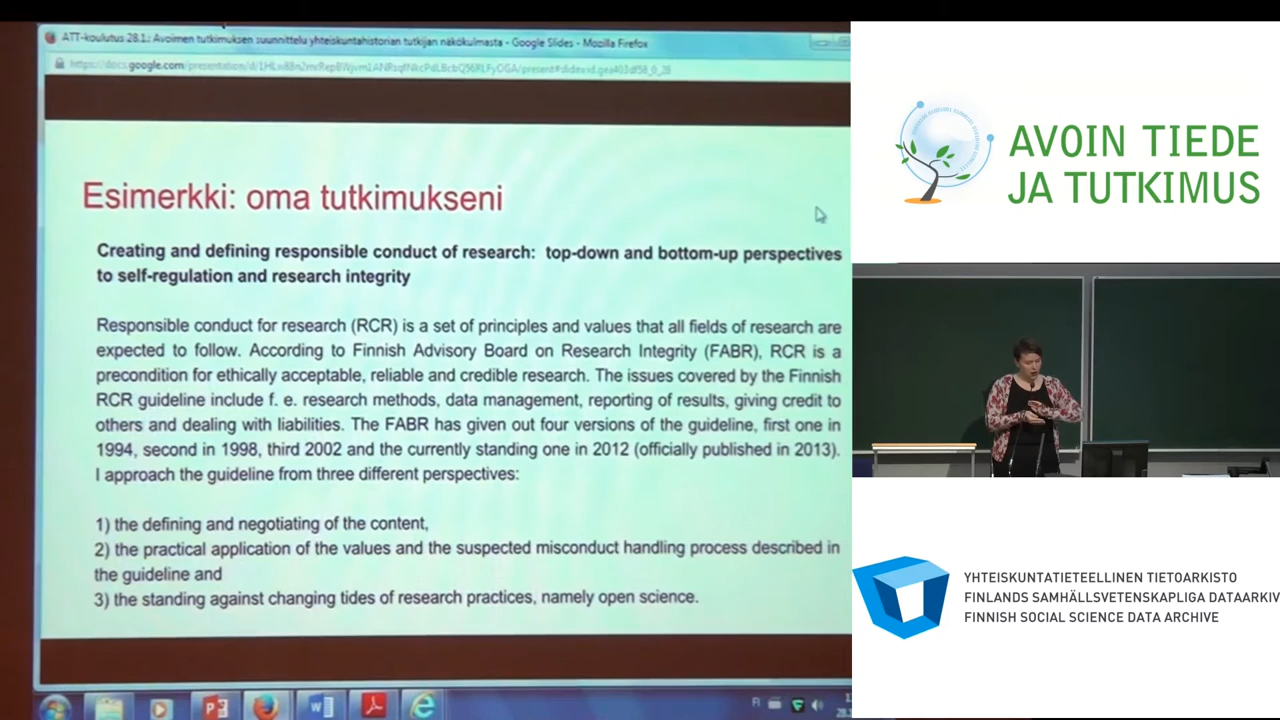 ATT-koulutus 28.1.: Avoimen tutkimuksen suunnittelu yhteiskuntahistorian tutkijan näkökulmasta - Google Slides - Mozilla Firefox
Esimerkki: oma tutkimukseni
Creating and defining responsible conduct of research: top-down and bottom-up perspectives
to self-regulation and research integrity
Responsible conduct for research (RCR) is a set of principles and values that all fields of research are
expected to follow. According to Finnish Advisory Board on Research Integrity (FABR), RCR is a
precondition for ethically acceptable, reliable and credible research. The issues covered by the Finnish
RCR guideline include f. e. research methods, data management, reporting of results, giving credit to
others and dealing with liabilities. The FABR has given out four versions of the guideline, first one in
1994, second in 1998, third 2002 and the currently standing one in 2012 (officially published in 2013).
I approach the guideline from three different perspectives:
1) the defining and negotiating of the content,
2) the practical application of the values and the suspected misconduct handling process described in
the guideline and
3) the standing against changing tides of research practices, namely open science.
FI
AVOIN TIEDE
JA TUTKIMUS
YHTEISKUNTATIETEELLINEN TIETOARKISTO
FINLANDS SAMHÄLLSVETENSKAPLIGA DATAARKIV
FINNISH SOCIAL SCIENCE DATA ARCHIVE